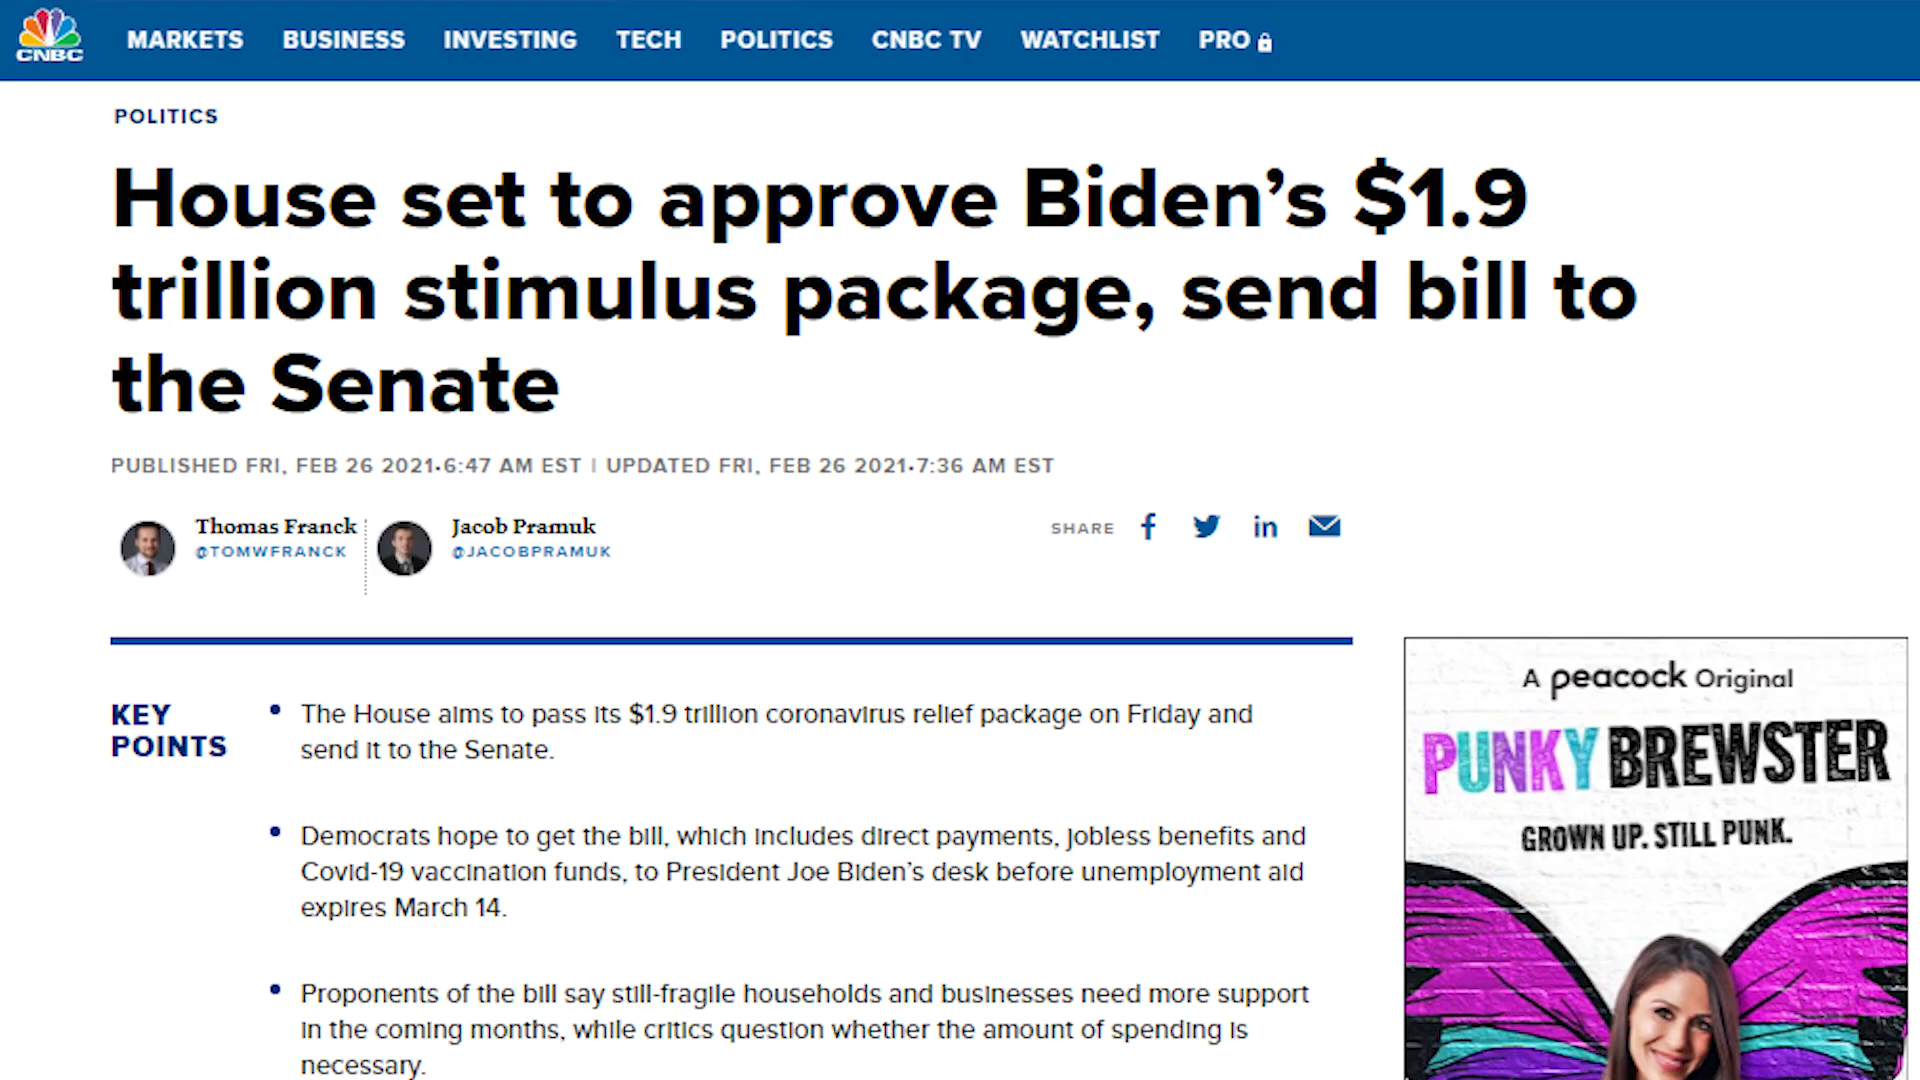 CNBC
MARKETS BUSINESS INVESTING TECH POLITICS CNBC TV WATCHLIST PRO
POLITICS
House set to approve Biden’s $1.9
trillion stimulus package, send bill to
the Senate
PUBLISHED FRI, FEB 26 2021•6:47 AM EST | UPDATED FRI, FEB 26 2021•7:36 AM EST
Thomas Franck
@TOMWFRANCK
Jacob Pramuk
@JACOBPRAMUK
SHARE
KEY
POINTS
• The House aims to pass its $1.9 trillion coronavirus relief package on Friday and
send it to the Senate.
• Democrats hope to get the bill, which includes direct payments, jobless benefits and
Covid-19 vaccination funds, to President Joe Biden’s desk before unemployment aid
expires March 14.
• Proponents of the bill say still-fragile households and businesses need more support
in the coming months, while critics question whether the amount of spending is
necessary.
A peacock Original
PUNKY BREWSTER
GROWN UP. STILL PUNK.